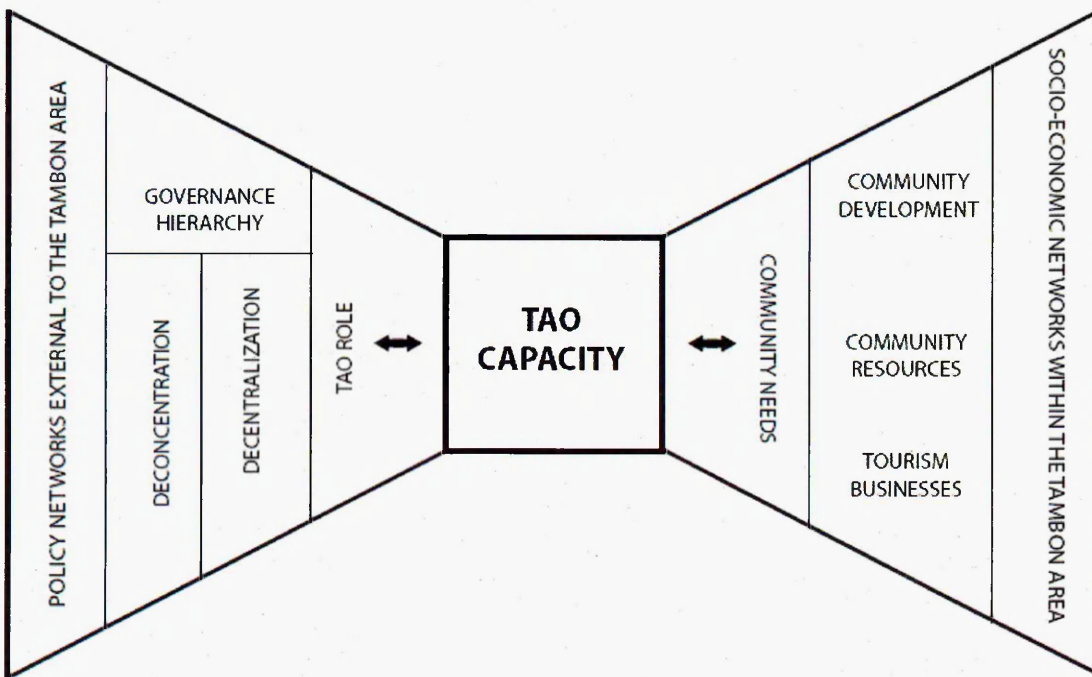 POLICY NETWORKS EXTERNAL TO THE TAMBON AREA
GOVERNANCE
HIERARCHY
DECONCENTRATION
DECENTRALIZATION
TAO ROLE
TAO
CAPACITY
COMMUNITY NEEDS
COMMUNITY
DEVELOPMENT
COMMUNITY
RESOURCES
TOURISM
BUSINESSES
SOCIO-ECONOMIC NETWORKS WITHIN THE TAMBON AREA